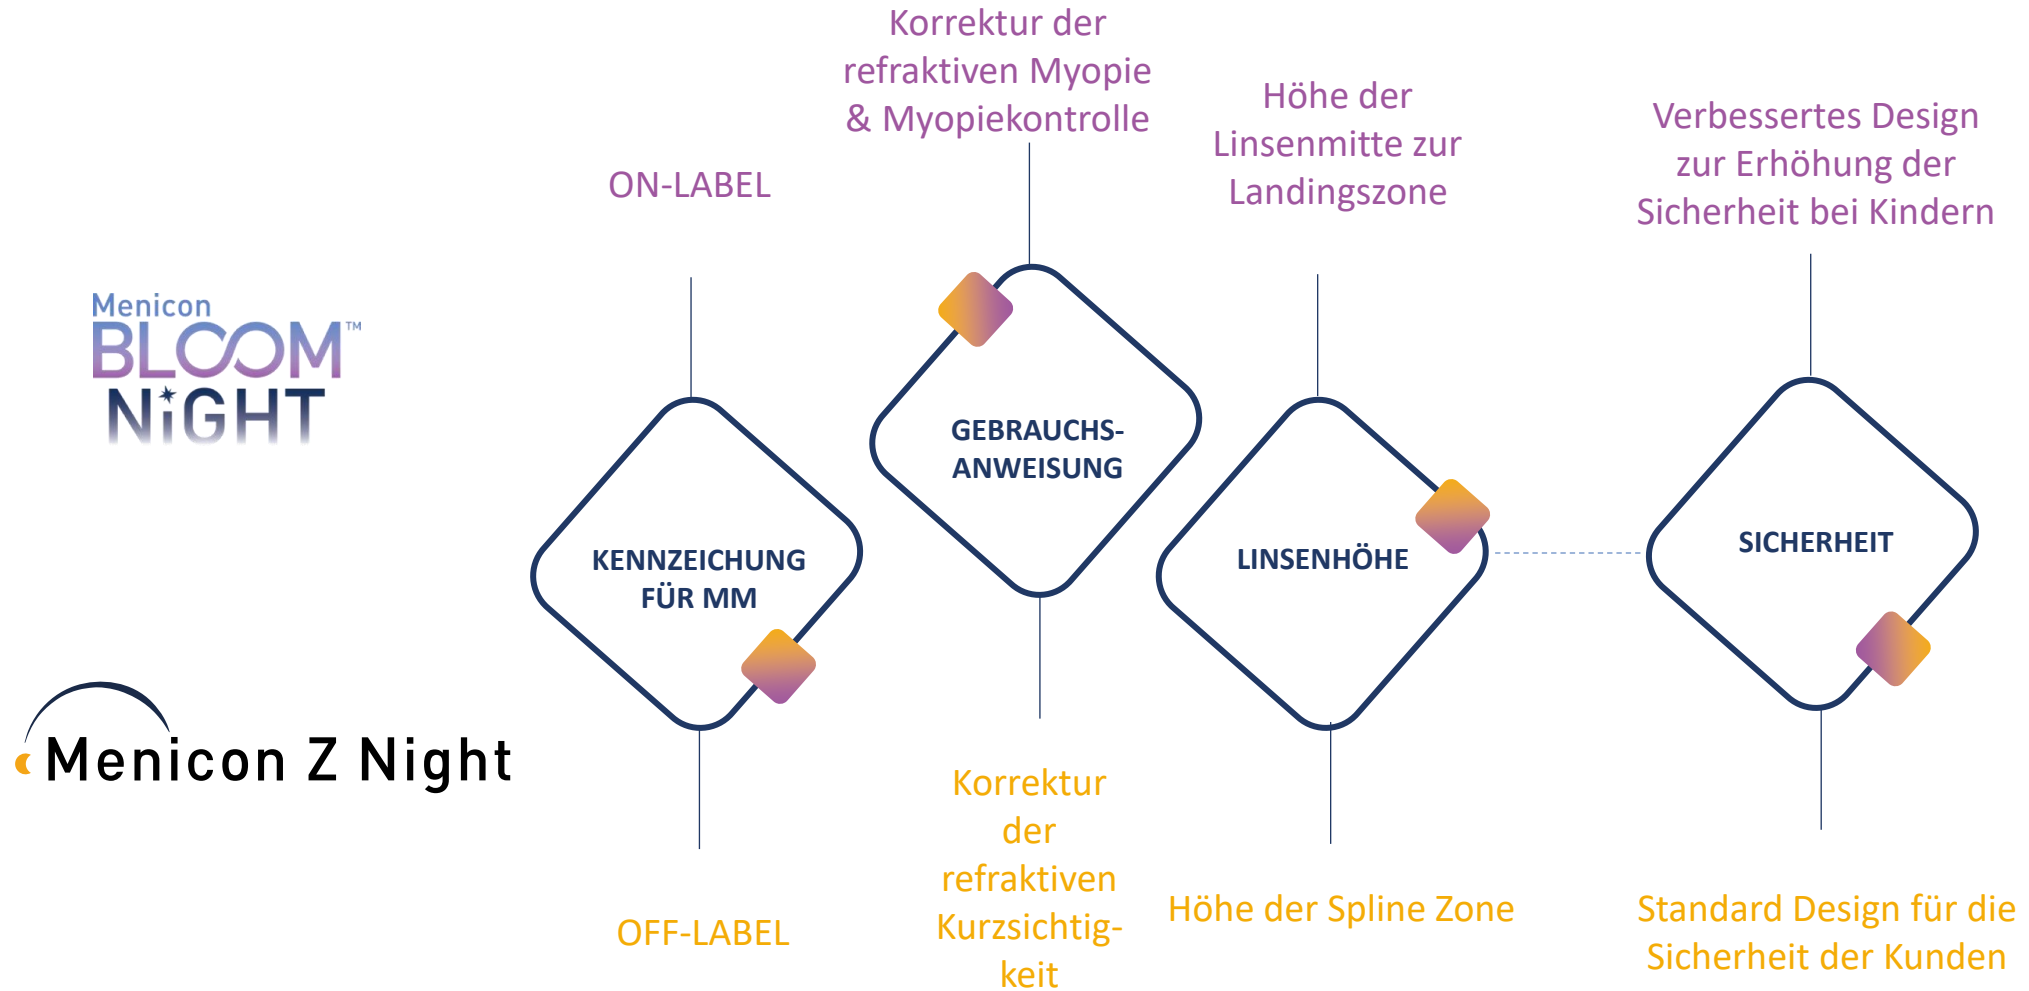 Korrektur der
refraktiven Myopie
& Myopiekontrolle
Höhe der
Linsenmitte zur
Landingszone
Verbessertes Design
zur Erhöhung der
Sicherheit bei Kindern
ON-LABEL
Menicon
BLOOM™
NiGHT
GEBRAUCHS-
ANWEISUNG
KENNZEICHUNG
FÜR MM
LINSENHÖHE
SICHERHEIT
Menicon Z Night
Korrektur
der
refraktiven
Kurzsichtig-
keit
OFF-LABEL
Höhe der Spline Zone
Standard Design für die
Sicherheit der Kunden